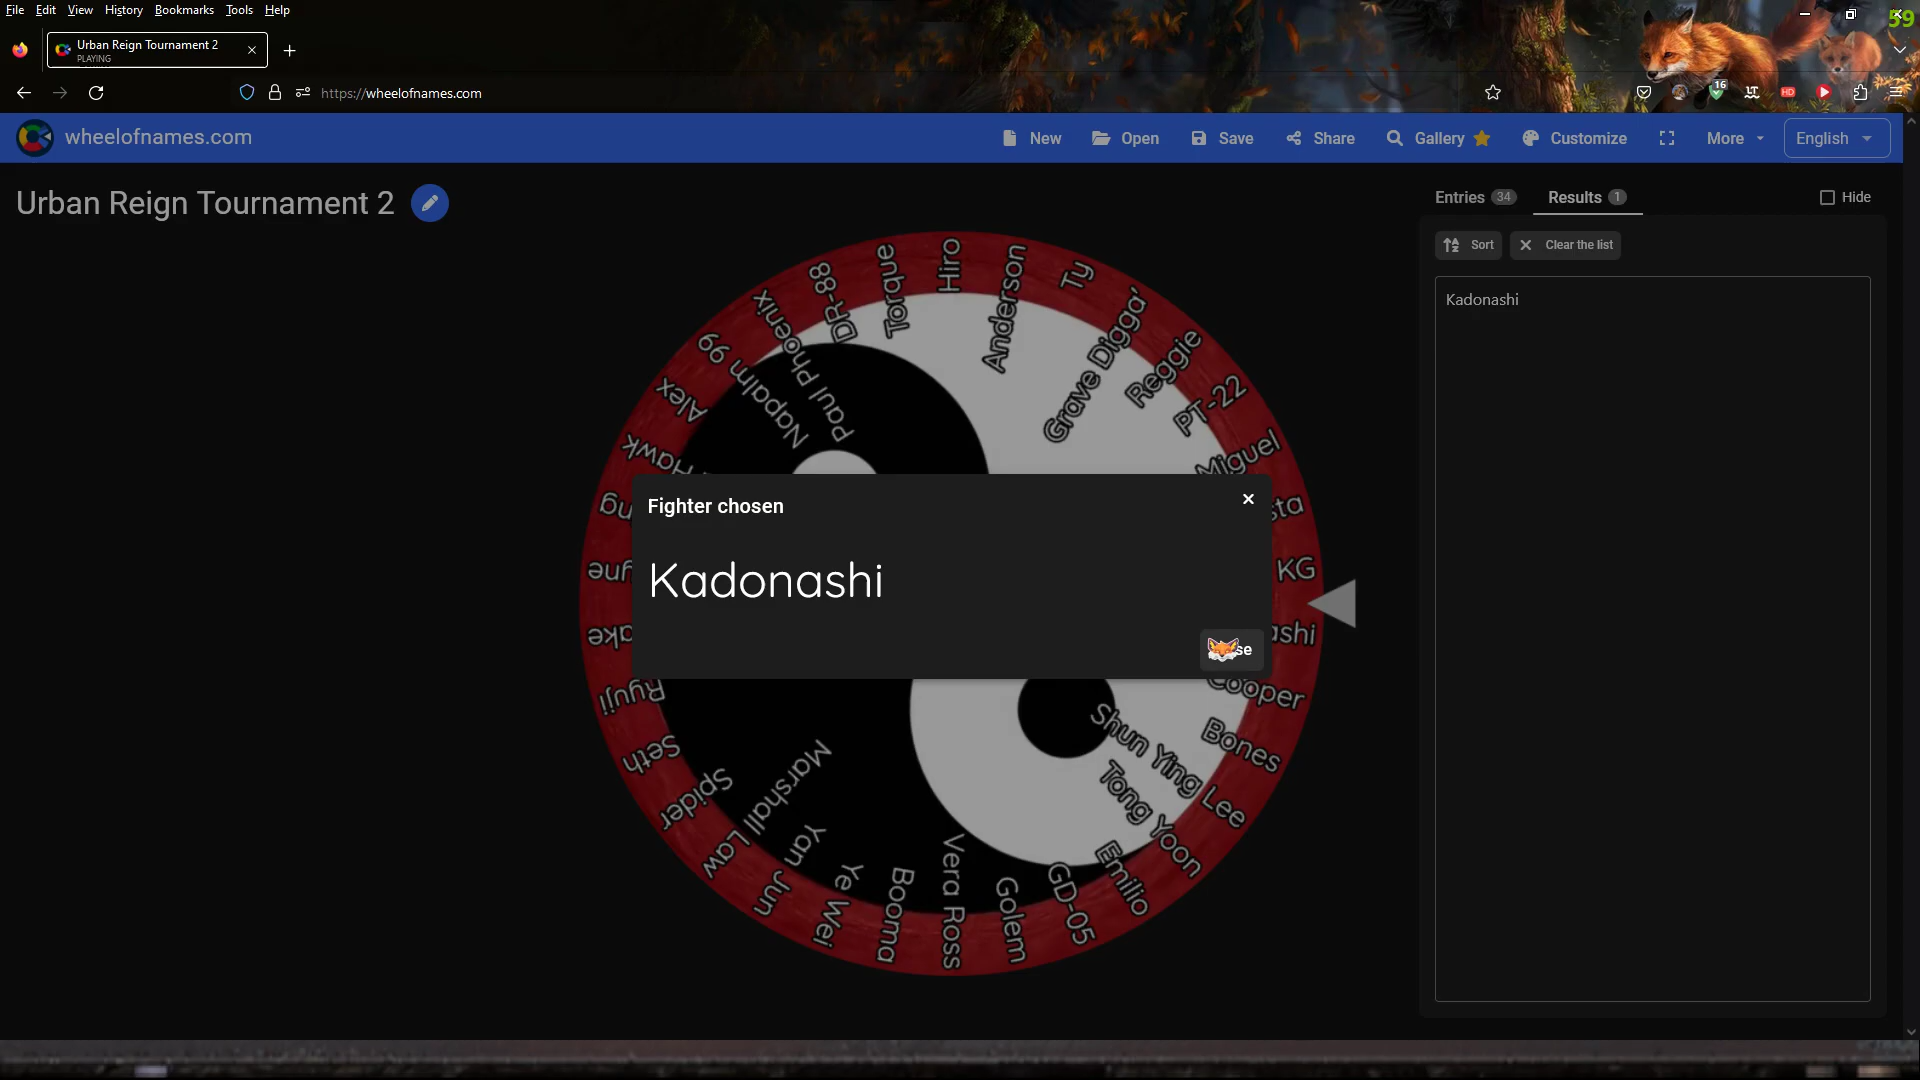 File Edit View History Bookmarks Tools Help
59
Urban Reign Tournament 2
PLAYING
https://wheelofnames.com
16
HD
wheelofnames.com
New
Open
Save
Share
Gallery
Customize
More
English
Urban Reign Tournament 2
Entries 34
Results 1
Hide
Sort
Clear the list
Kadonashi
Hiro
Anderson
Ty
Grave Digga'
Reggie
PT-22
Miguel
KG
Cooper
Bones
Shun Ying Lee
Tong Yoon
Emilio
GD-05
Golem
Vera Ross
Booma
Ye Wei
Jun
Yan
Marshall Law
Spider
Seth
Ryuji
Hawk
Alex
Napalm 99
Paul Phoenix
DR-88
Torque
Fighter chosen
Kadonashi